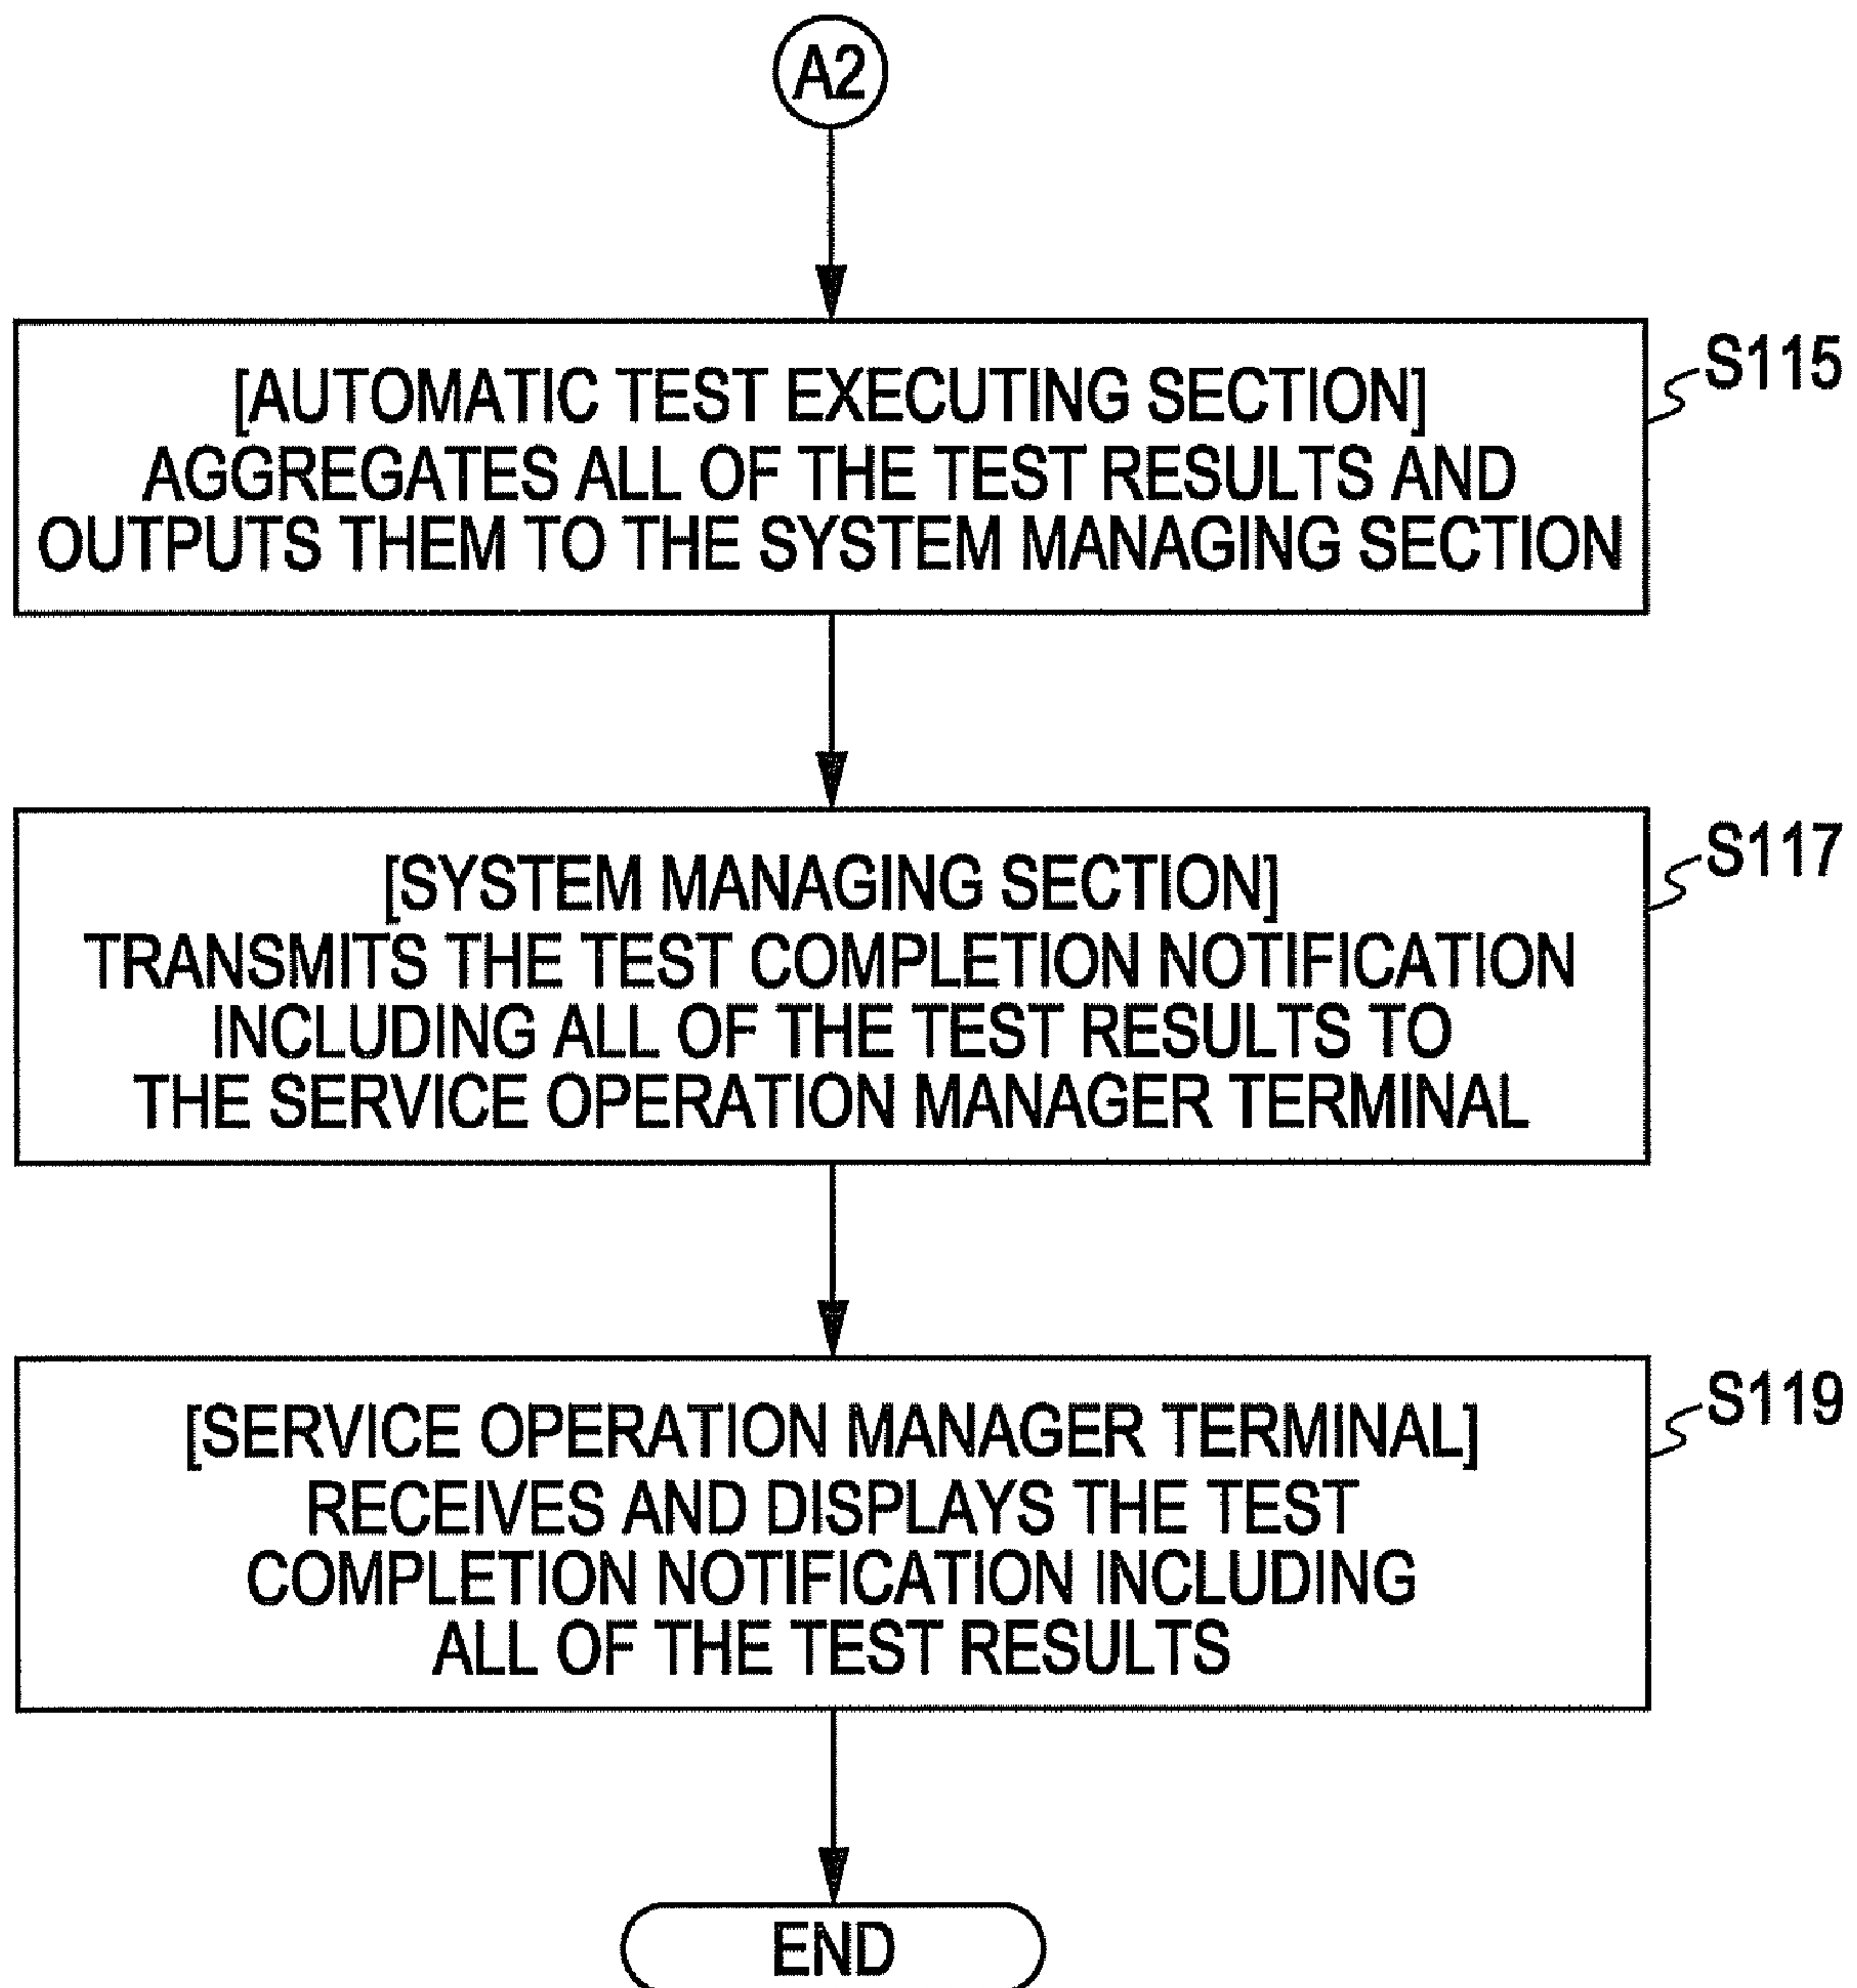 A2
[AUTOMATIC TEST EXECUTING SECTION]
AGGREGATES ALL OF THE TEST RESULTS AND
OUTPUTS THEM TO THE SYSTEM MANAGING SECTION
S115
[SYSTEM MANAGING SECTION]
TRANSMITS THE TEST COMPLETION NOTIFICATION
INCLUDING ALL OF THE TEST RESULTS TO
THE SERVICE OPERATION MANAGER TERMINAL
S117
[SERVICE OPERATION MANAGER TERMINAL]
RECEIVES AND DISPLAYS THE TEST
COMPLETION NOTIFICATION INCLUDING
ALL OF THE TEST RESULTS
S119
END